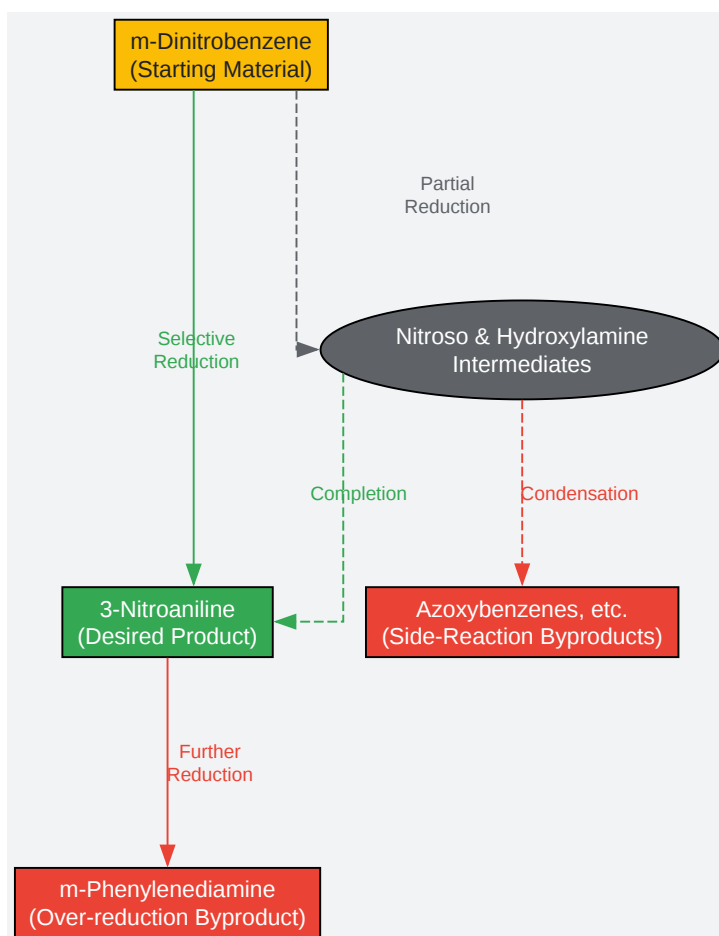 m-Dinitrobenzene
(Starting Material)
Partial
Reduction
Selective
Reduction
Nitroso & Hydroxylamine
Intermediates
Completion
Condensation
3-Nitroaniline
(Desired Product)
Azoxybenzenes, etc.
(Side-Reaction Byproducts)
Further
Reduction
m-Phenylenediamine
(Over-reduction Byproduct)